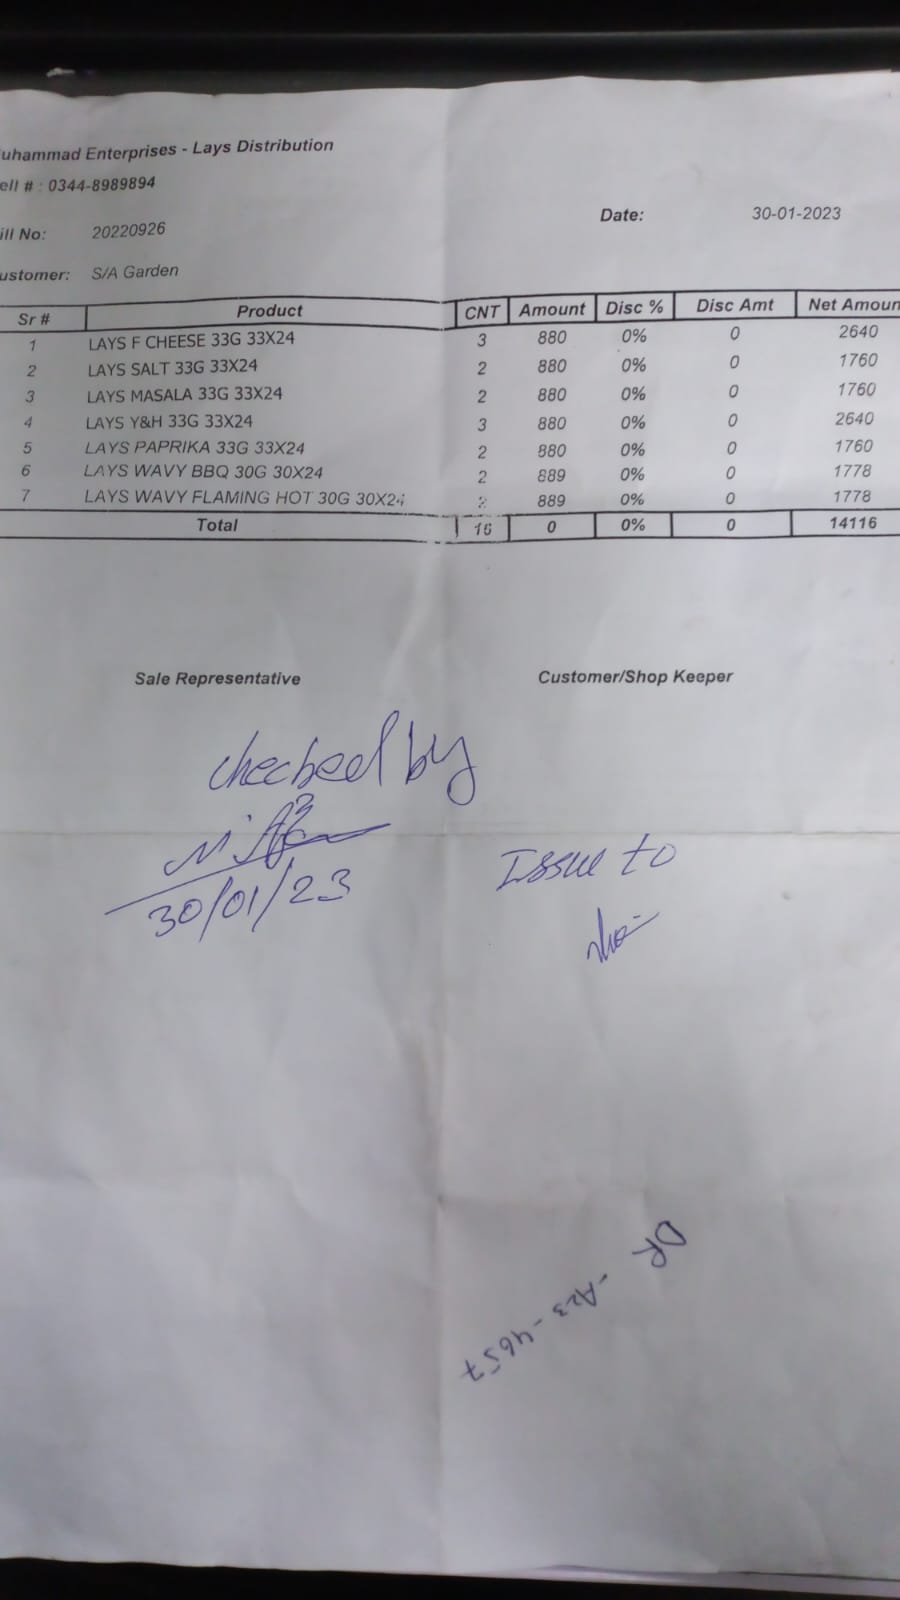 uhammad Enterprises - Lays Distribution
ell # : 0344-8989894
Date: 30-01-2023
ill No: 20220926
ustomer: S/A Garden
Sr # Product CNT Amount Disc % Disc Amt Net Amoun
1 LAYS F CHEESE 33G 33X24 3 880 0% 0 2640
2 LAYS SALT 33G 33X24 2 880 0% 0 1760
3 LAYS MASALA 33G 33X24 2 880 0% 0 1760
4 LAYS Y&H 33G 33X24 3 880 0% 0 2640
5 LAYS PAPRIKA 33G 33X24 2 880 0% 0 1760
6 LAYS WAVY BBQ 30G 30X24 2 889 0% 0 1778
7 LAYS WAVY FLAMING HOT 30G 30X24 2 889 0% 0 1778
Total 16 0 0% 0 14116
Sale Representative Customer/Shop Keeper
checked by
30/01/23
Issue to
DR-A23-4657